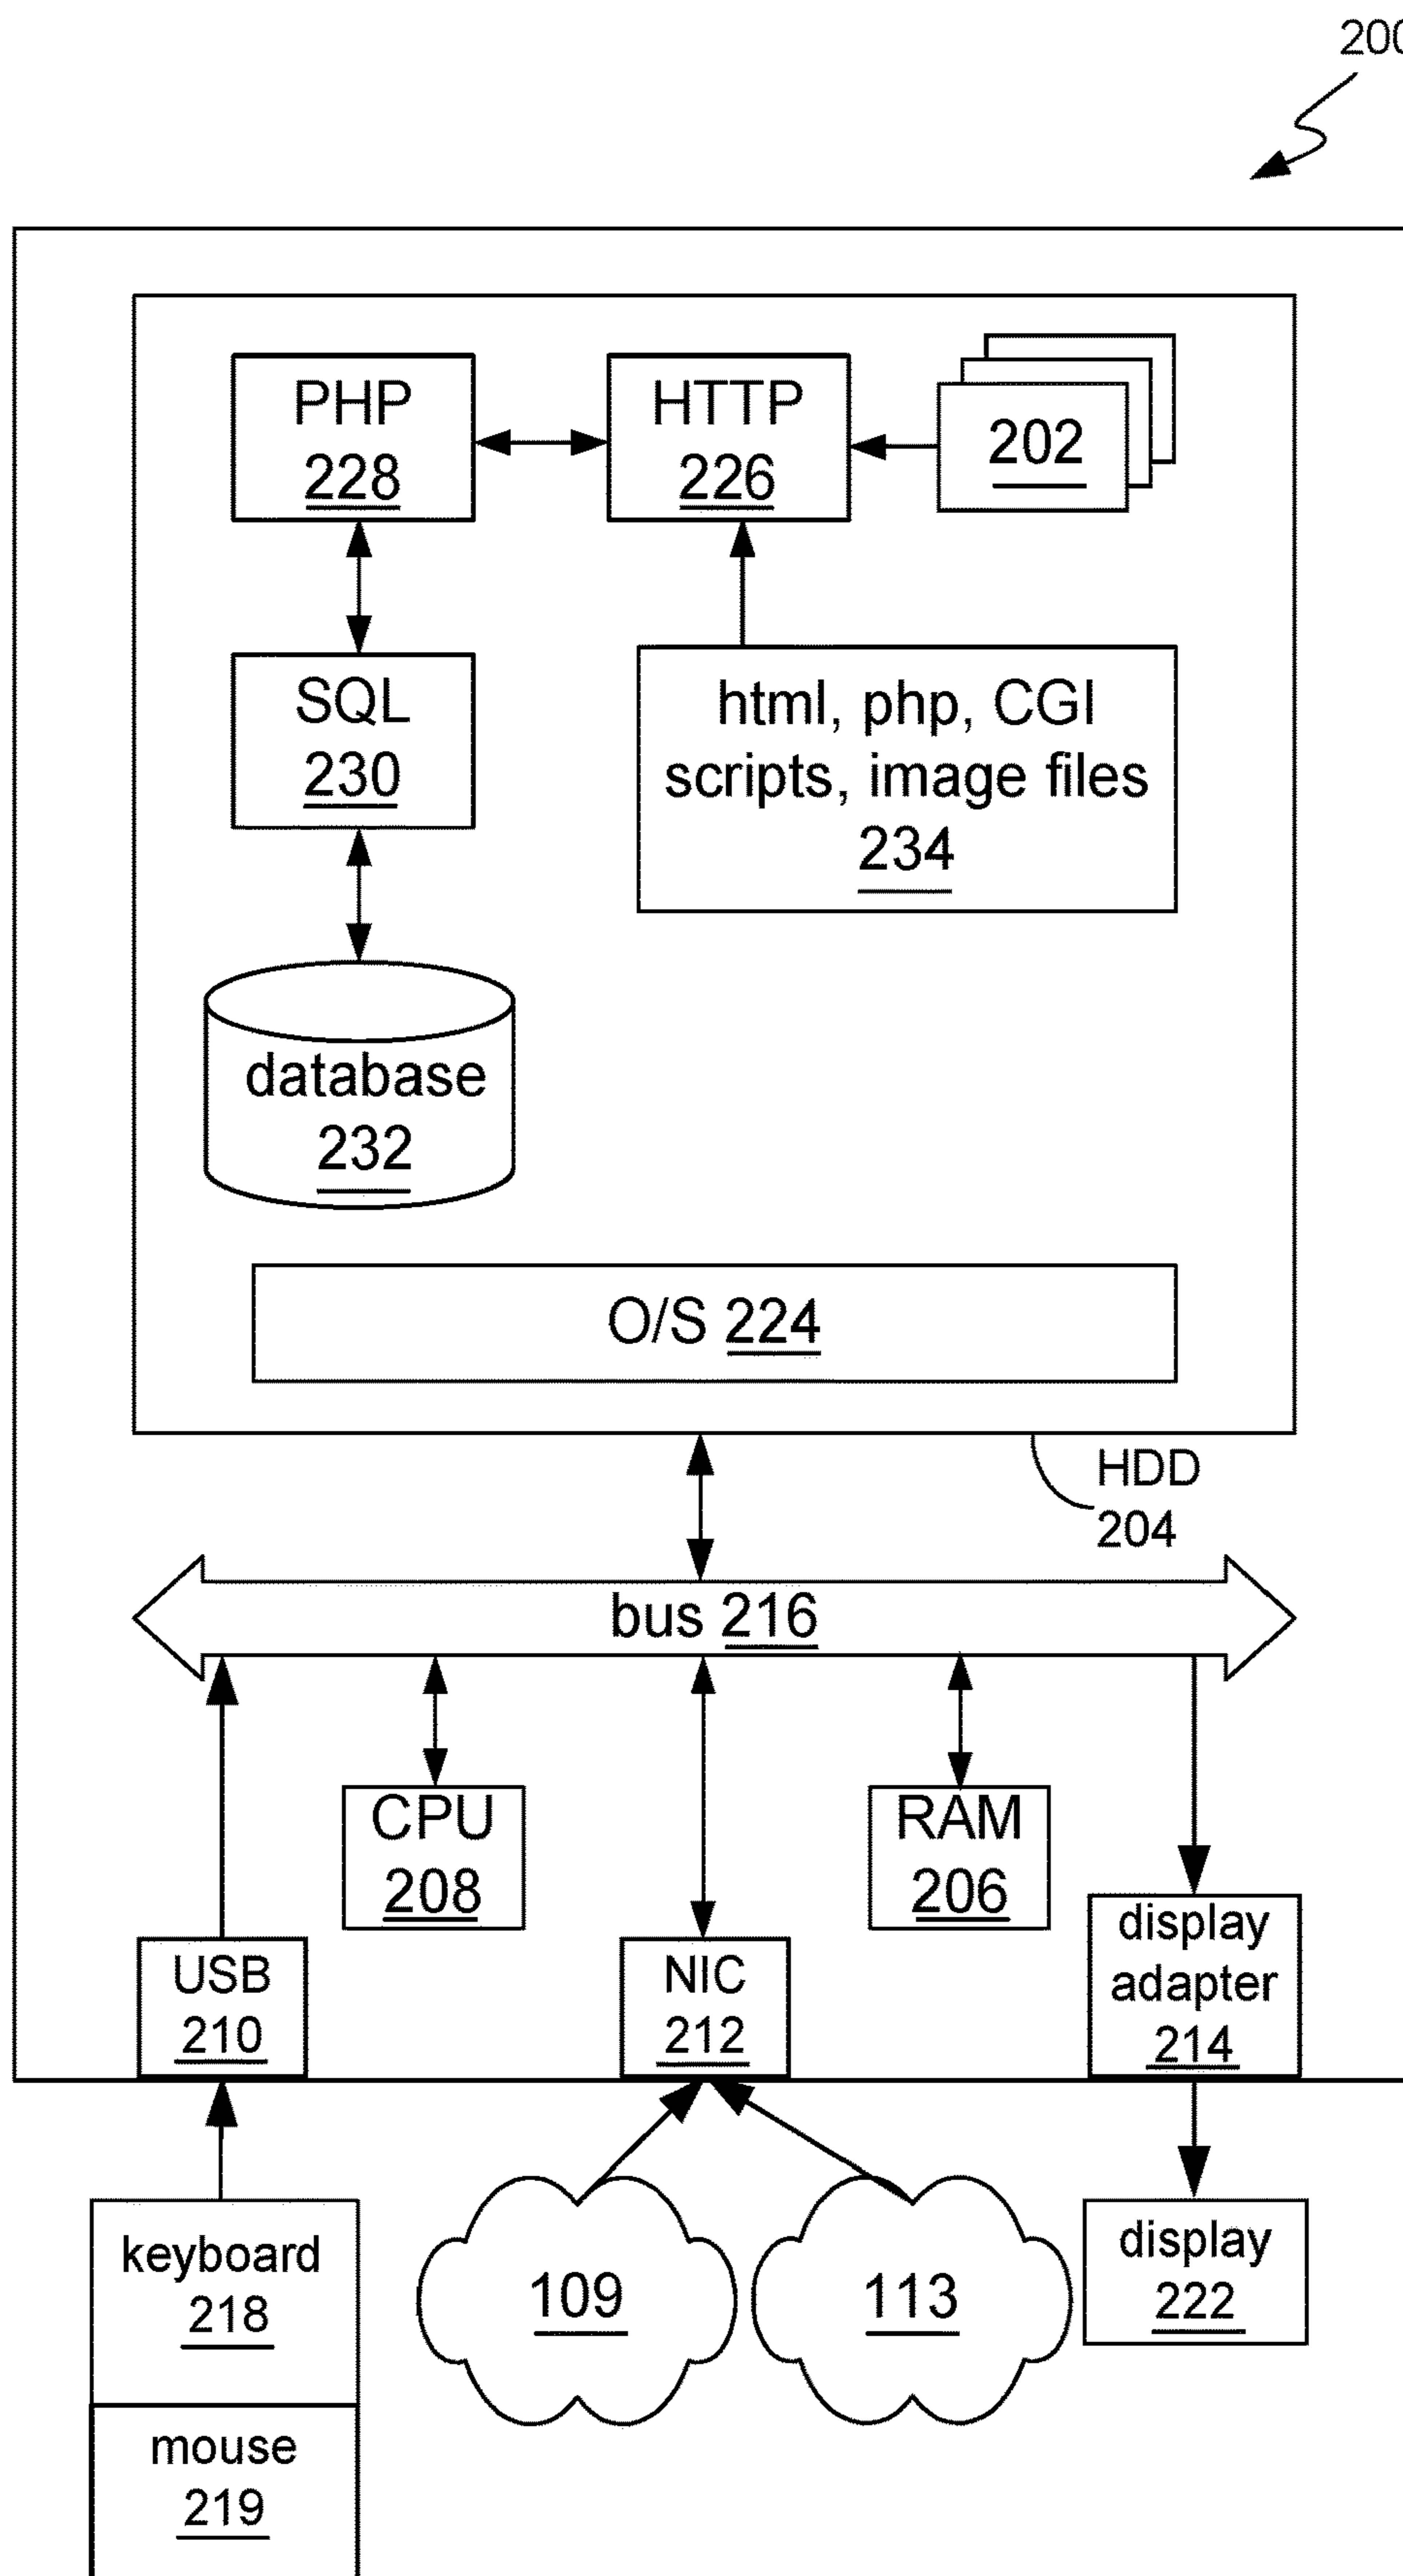 200
PHP
228
HTTP
226
202
SQL
230
html, php, CGI
scripts, image files
234
database
232
O/S 224
HDD
204
bus 216
CPU
208
RAM
206
USB
210
NIC
212
display
adapter
214
keyboard
218
109
113
display
222
mouse
219